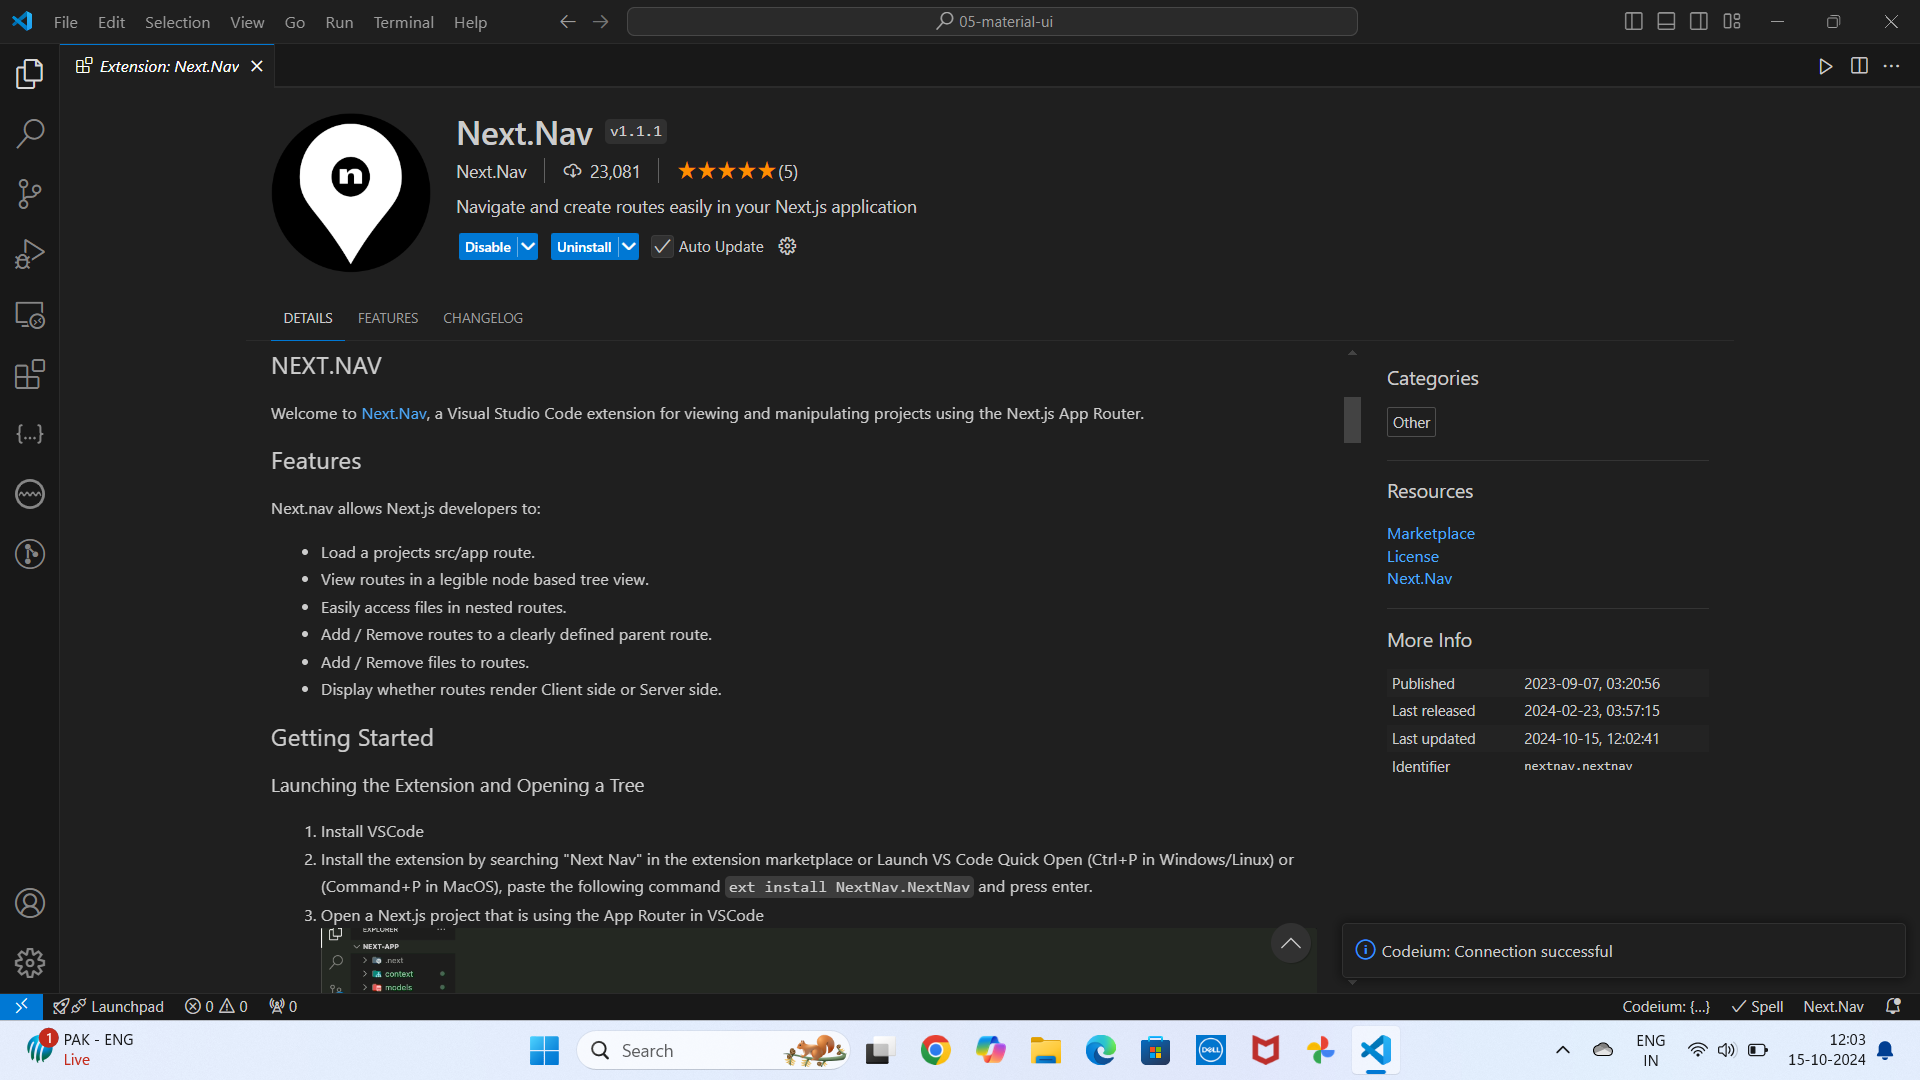 File Edit Selection View Go Run Terminal Help
05-material-ui
Extension: Next.Nav
n
Next.Nav v1.1.1
Next.Nav 23,081 (5)
Navigate and create routes easily in your Next.js application
Disable Uninstall Auto Update
DETAILS FEATURES CHANGELOG
NEXT.NAV
Welcome to Next.Nav, a Visual Studio Code extension for viewing and manipulating projects using the Next.js App Router.
Features
Next.nav allows Next.js developers to:
• Load a projects src/app route.
• View routes in a legible node based tree view.
• Easily access files in nested routes.
• Add / Remove routes to a clearly defined parent route.
• Add / Remove files to routes.
• Display whether routes render Client side or Server side.
Getting Started
Launching the Extension and Opening a Tree
1. Install VSCode
2. Install the extension by searching "Next Nav" in the extension marketplace or Launch VS Code Quick Open (Ctrl+P in Windows/Linux) or
(Command+P in MacOS), paste the following command ext install NextNav.NextNav and press enter.
3. Open a Next.js project that is using the App Router in VSCode
EXPLORER
NEXT-APP
.next
context
models
Categories
Other
Resources
Marketplace
License
Next.Nav
More Info
Published 2023-09-07, 03:20:56
Last released 2024-02-23, 03:57:15
Last updated 2024-10-15, 12:02:41
Identifier nextnav.nextnav
Codeium: Connection successful
Launchpad 0 0 0
Codeium: {...} Spell Next.Nav
1 PAK - ENG
Live
Search
DELL
ENG
IN
12:03
15-10-2024